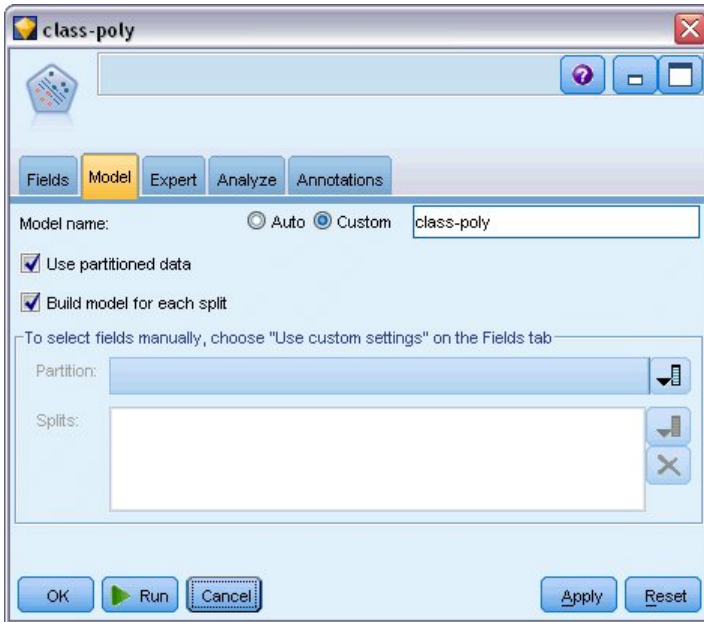 class-poly
Fields Model Expert Analyze Annotations
Model name: Auto Custom class-poly
Use partitioned data
Build model for each split
To select fields manually, choose "Use custom settings" on the Fields tab
Partition:
Splits:
OK Run Cancel Apply Reset